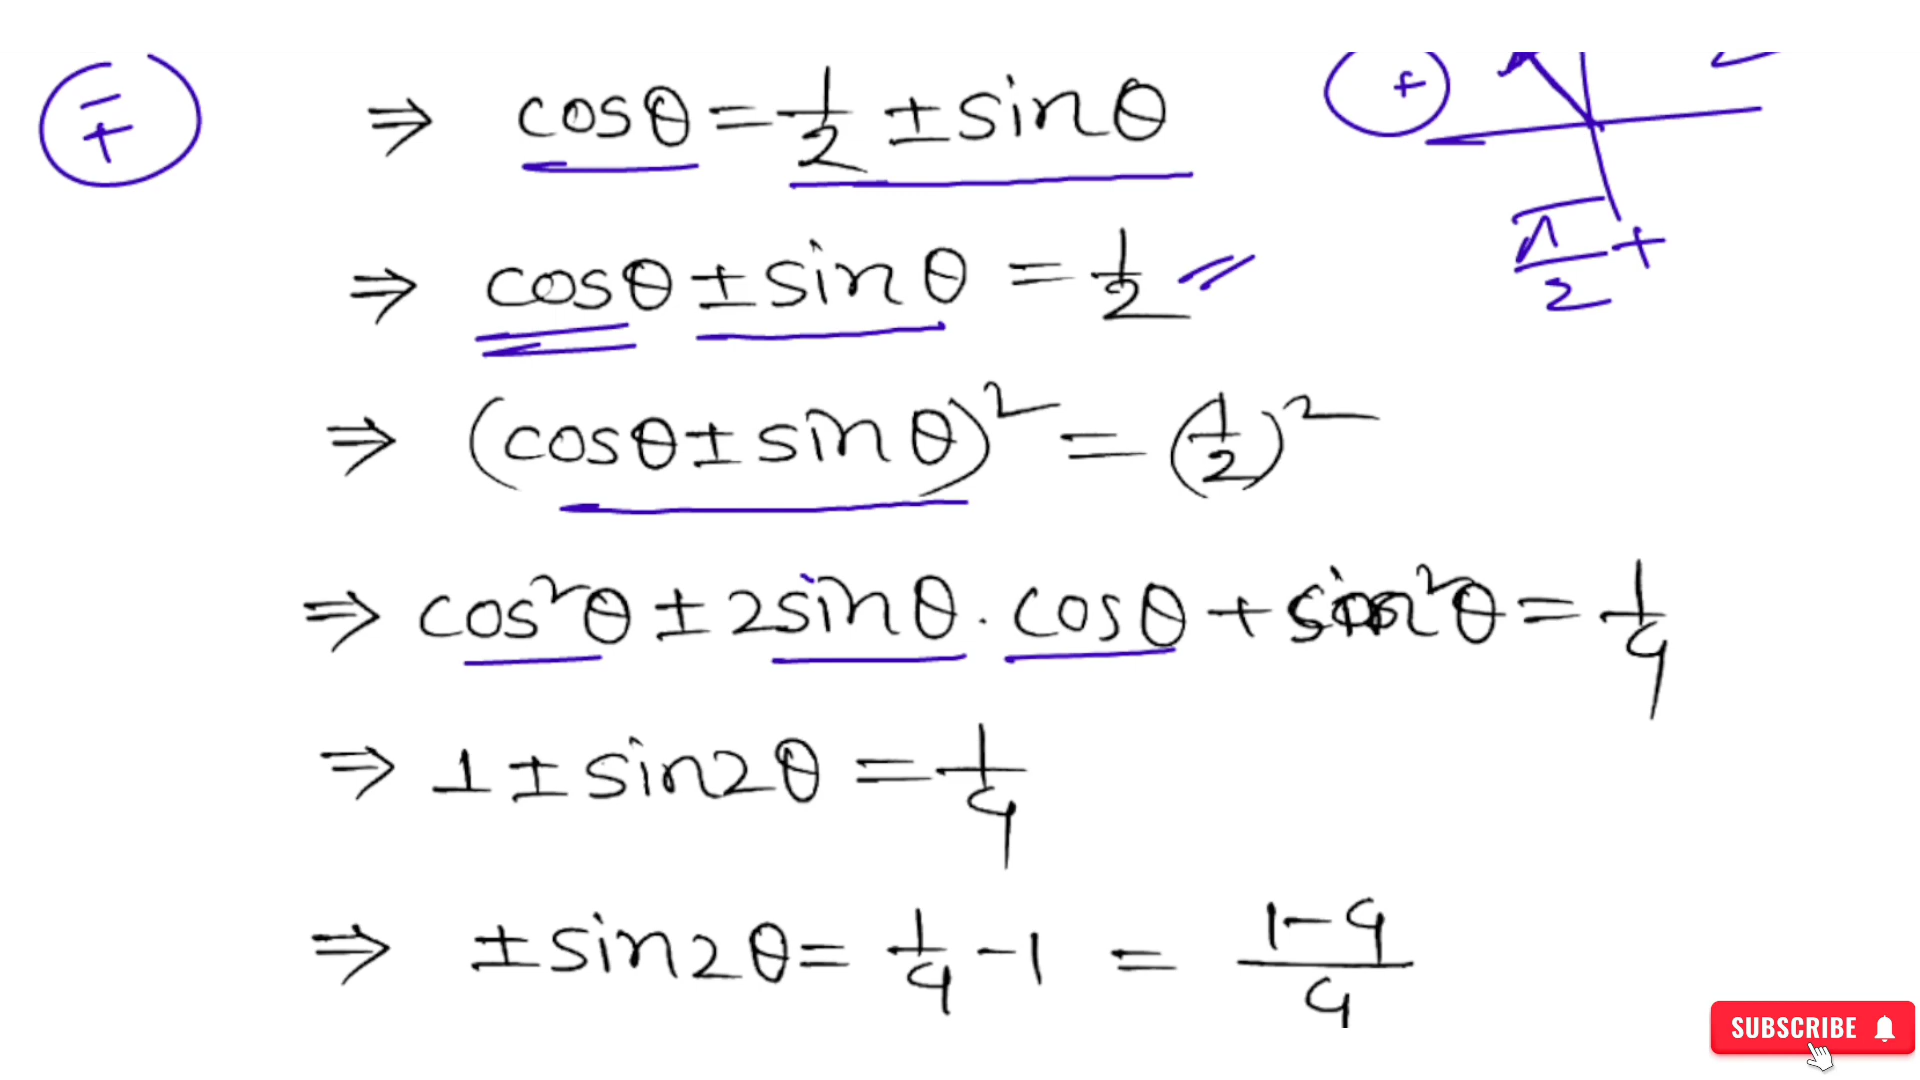 ∓ ⇒ cosθ = 1/2 ± sinθ +
⇒ cosθ ± sinθ = 1/2 π/2 +
⇒ (cosθ ± sinθ)² = (1/2)²
⇒ cos²θ ± 2sinθ . cosθ + sin²θ = 1/4
⇒ 1 ± sin2θ = 1/4
⇒ ± sin2θ = 1/4 - 1 = (1-4)/4
SUBSCRIBE